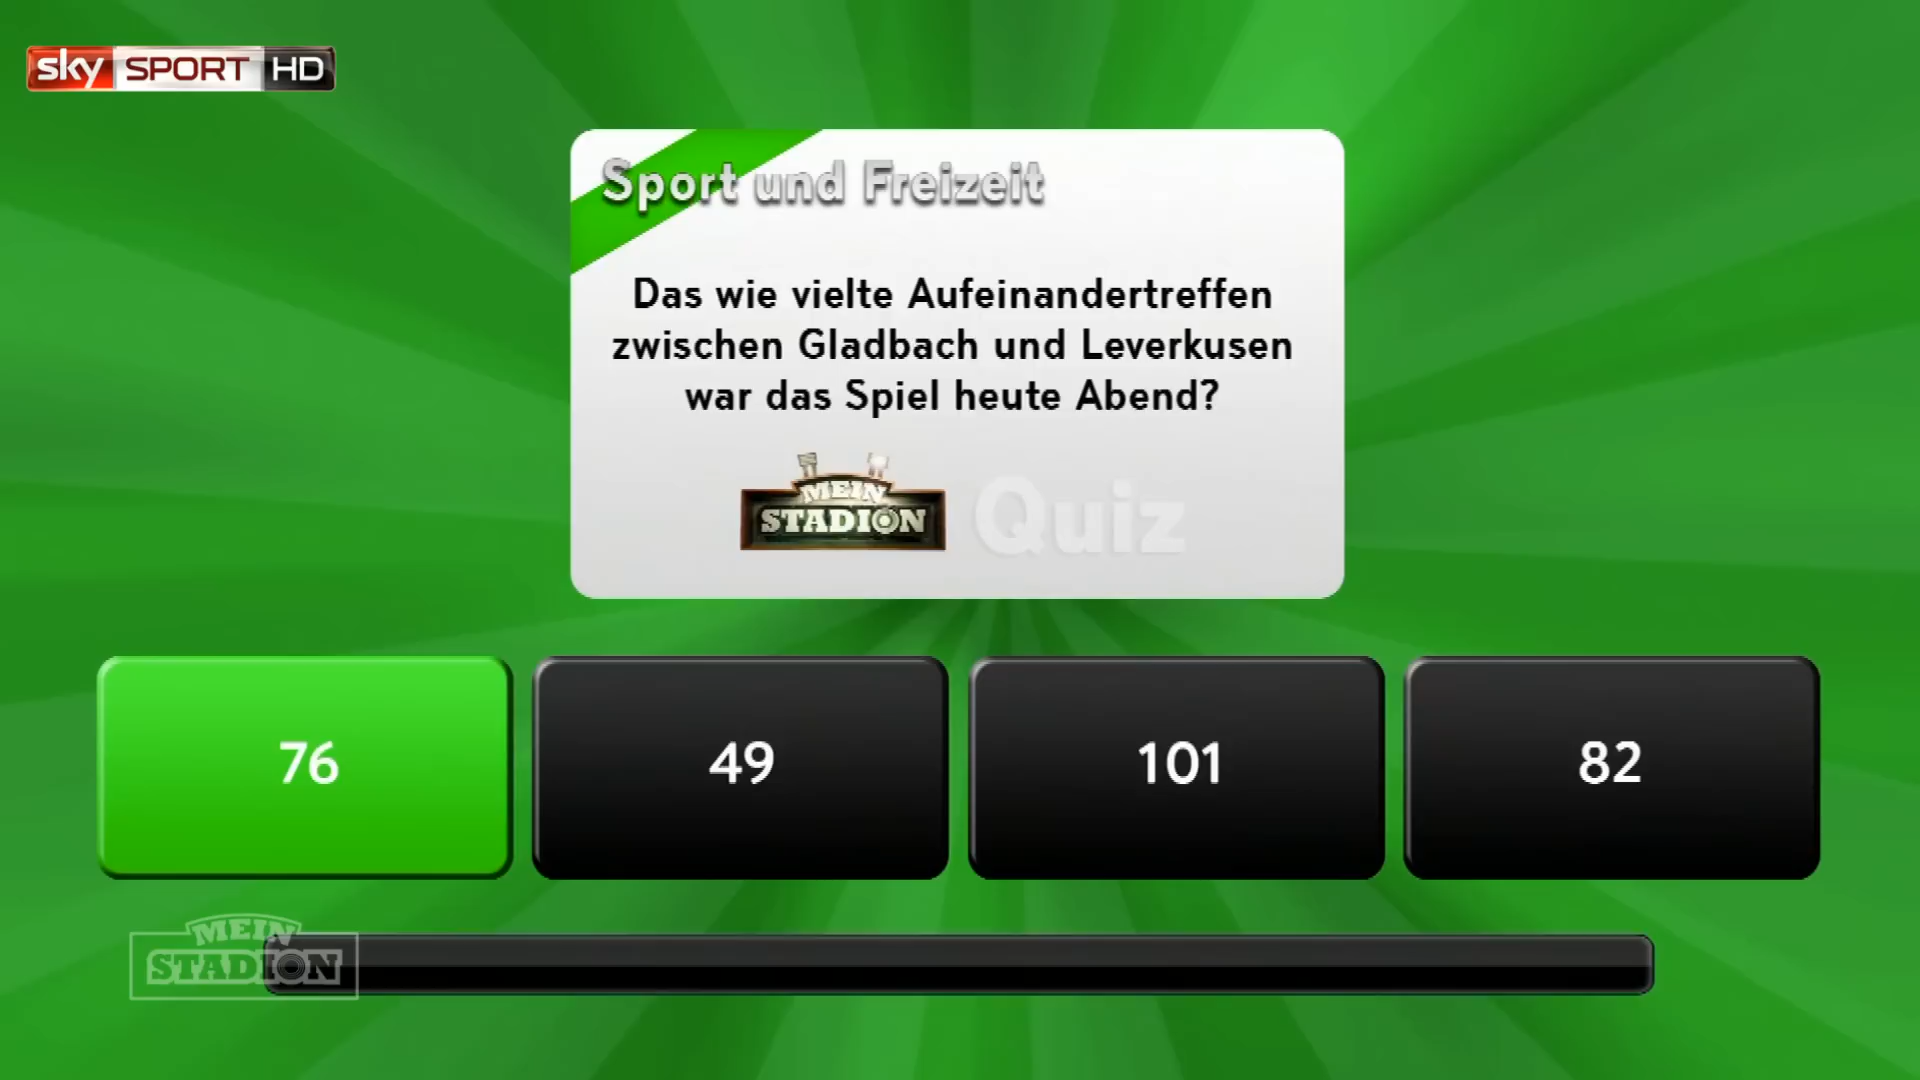 sky SPORT HD
Sport und Freizeit
Das wie vielte Aufeinandertreffen
zwischen Gladbach und Leverkusen
war das Spiel heute Abend?
MEIN
STADION
Quiz
76
49
101
82
MEIN
STADION